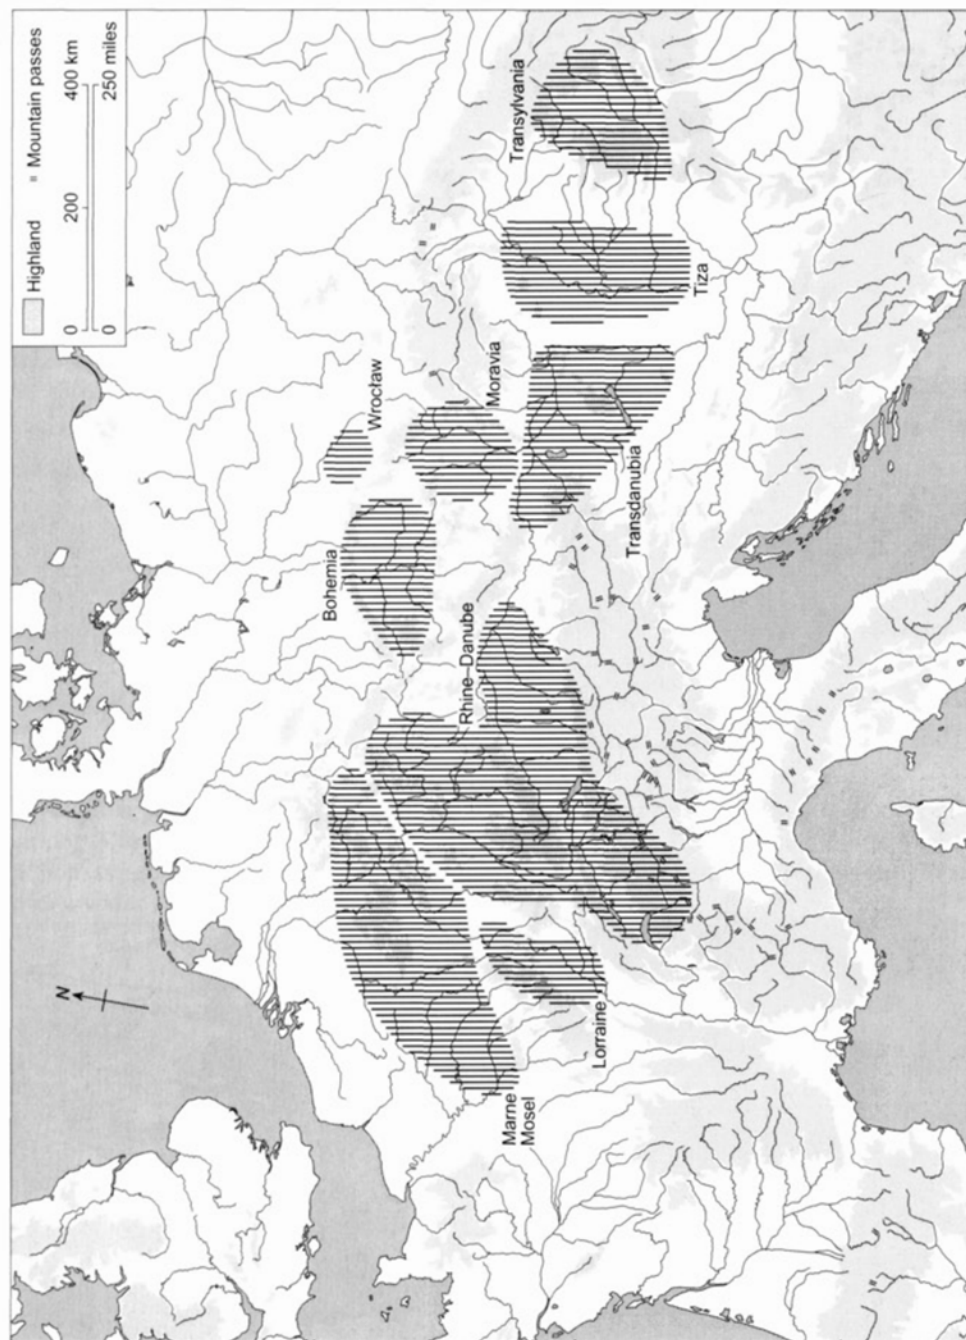 Highland
Mountain passes
0 200 400 km
0 250 miles
N
Wrocław
Bohemia
Moravia
Transylvania
Rhine–Danube
Marne
Mosel
Lorraine
Transdanubia
Tiza